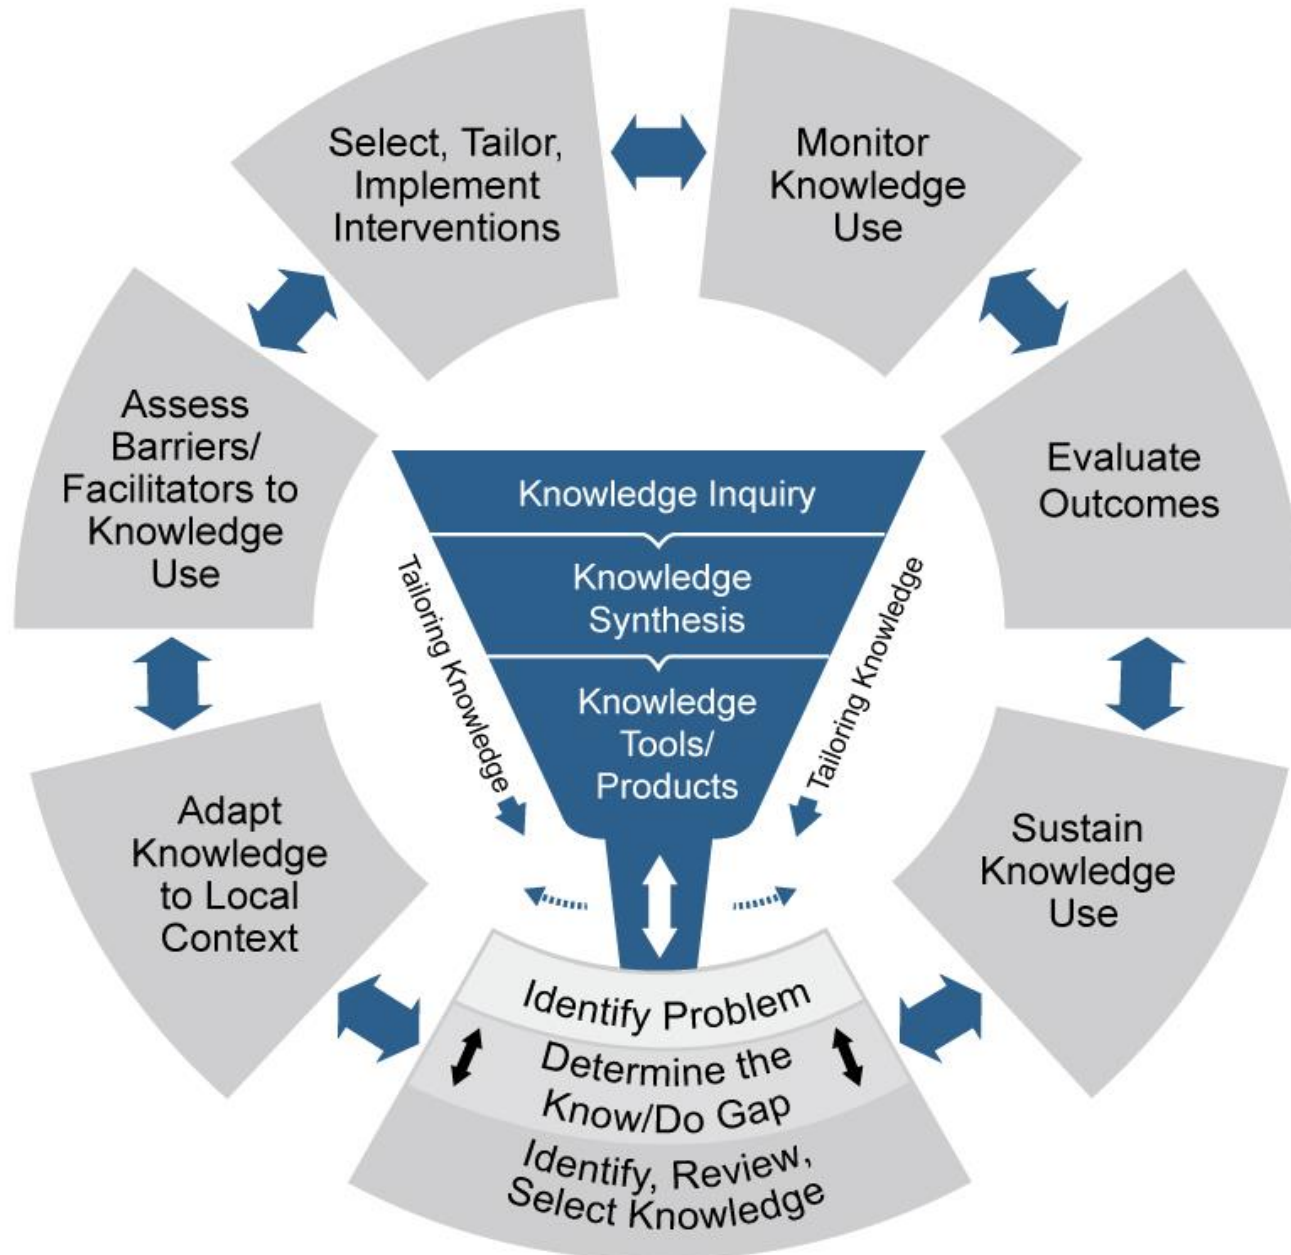 Select, Tailor,
Implement
Interventions
Monitor
Knowledge
Use
Assess
Barriers/
Facilitators to
Knowledge
Use
Evaluate
Outcomes
Knowledge Inquiry
Knowledge
Synthesis
Knowledge
Tools/
Products
Tailoring Knowledge
Tailoring Knowledge
Adapt
Knowledge
to Local
Context
Sustain
Knowledge
Use
Identify Problem
Determine the
Know/Do Gap
Identify, Review,
Select Knowledge